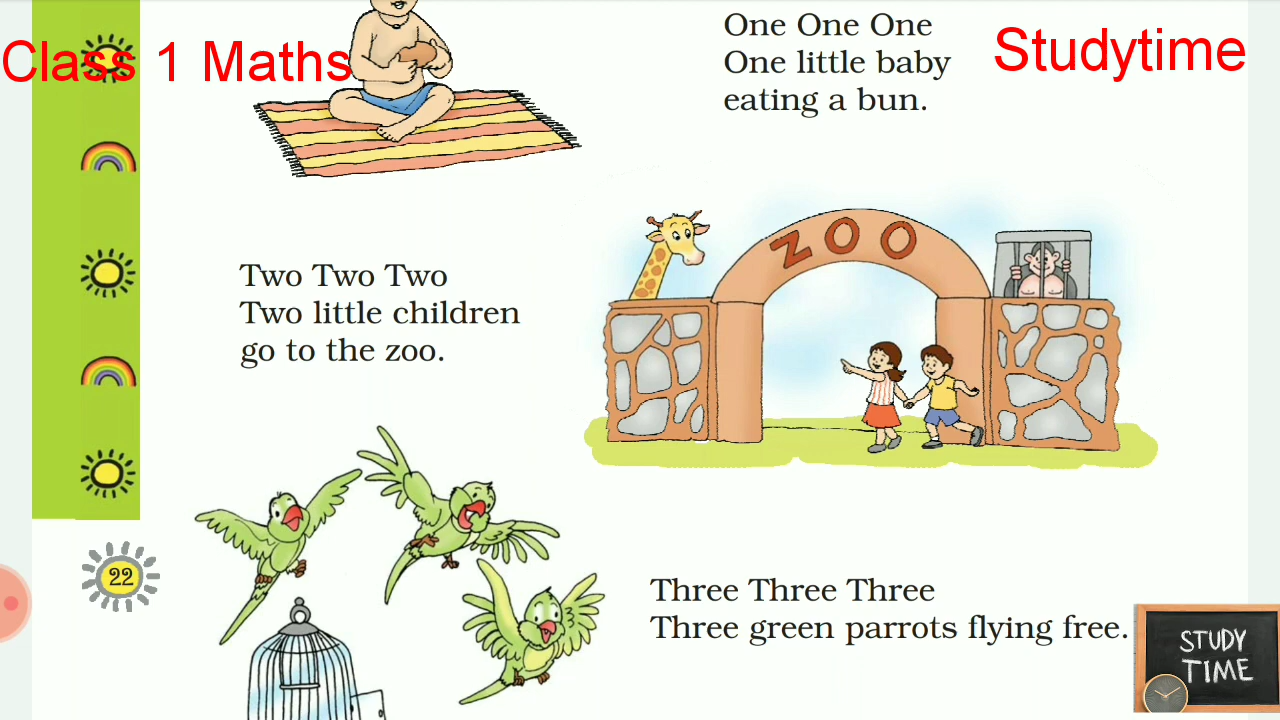 Class 1 Maths
Studytime
One One One
One little baby
eating a bun.
ZOO
Two Two Two
Two little children
go to the zoo.
22
Three Three Three
Three green parrots flying free.
STUDY
TIME